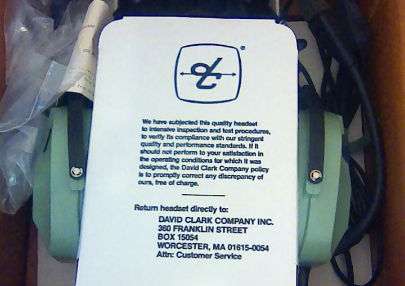 dc
®
We have subjected this quality headset
to intensive inspection and test procedures,
to verify its compliance with our stringent
quality and performance standards. If it
should not perform to your satisfaction in
the operating conditions for which it was
designed, the David Clark Company policy
is to promptly correct any discrepancy of
ours, free of charge.
Return headset directly to:
DAVID CLARK COMPANY INC.
360 FRANKLIN STREET
BOX 15054
WORCESTER, MA 01615-0054
Attn: Customer Service